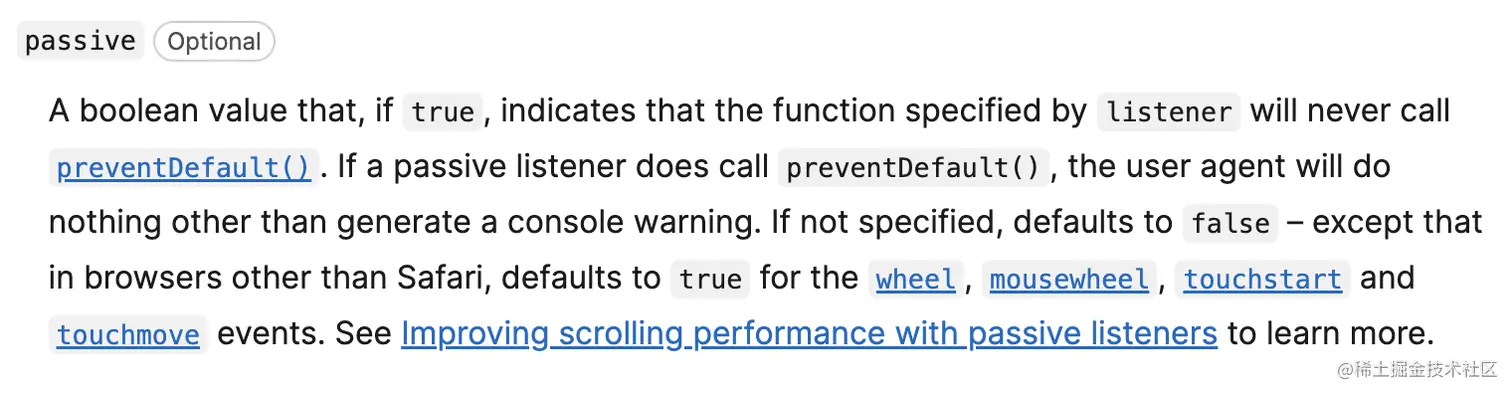 passive Optional
A boolean value that, if true, indicates that the function specified by listener will never call
preventDefault(). If a passive listener does call preventDefault(), the user agent will do
nothing other than generate a console warning. If not specified, defaults to false – except that
in browsers other than Safari, defaults to true for the wheel, mousewheel, touchstart and
touchmove events. See Improving scrolling performance with passive listeners to learn more.
@稀土掘金技术社区